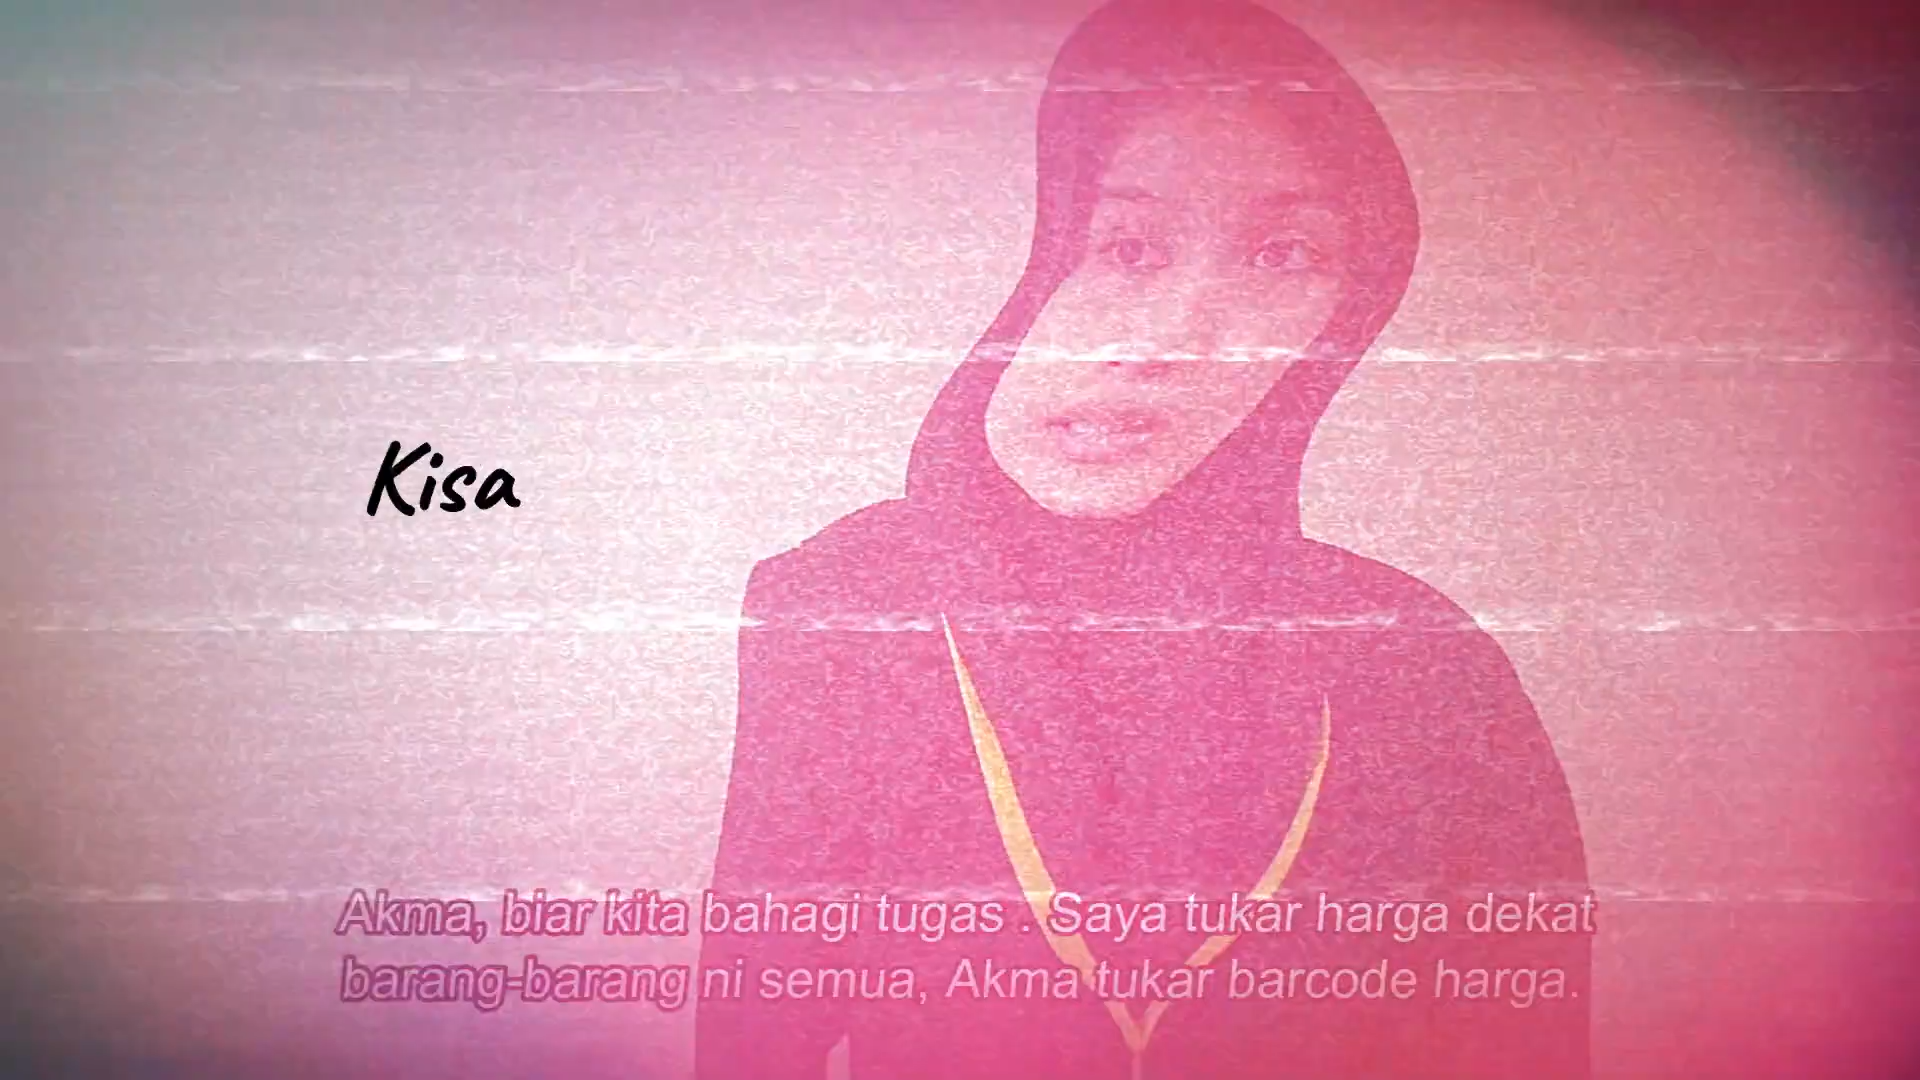 Kisa
Akma, biar kita bahagi tugas . Saya tukar harga dekat
barang-barang ni semua, Akma tukar barcode harga.